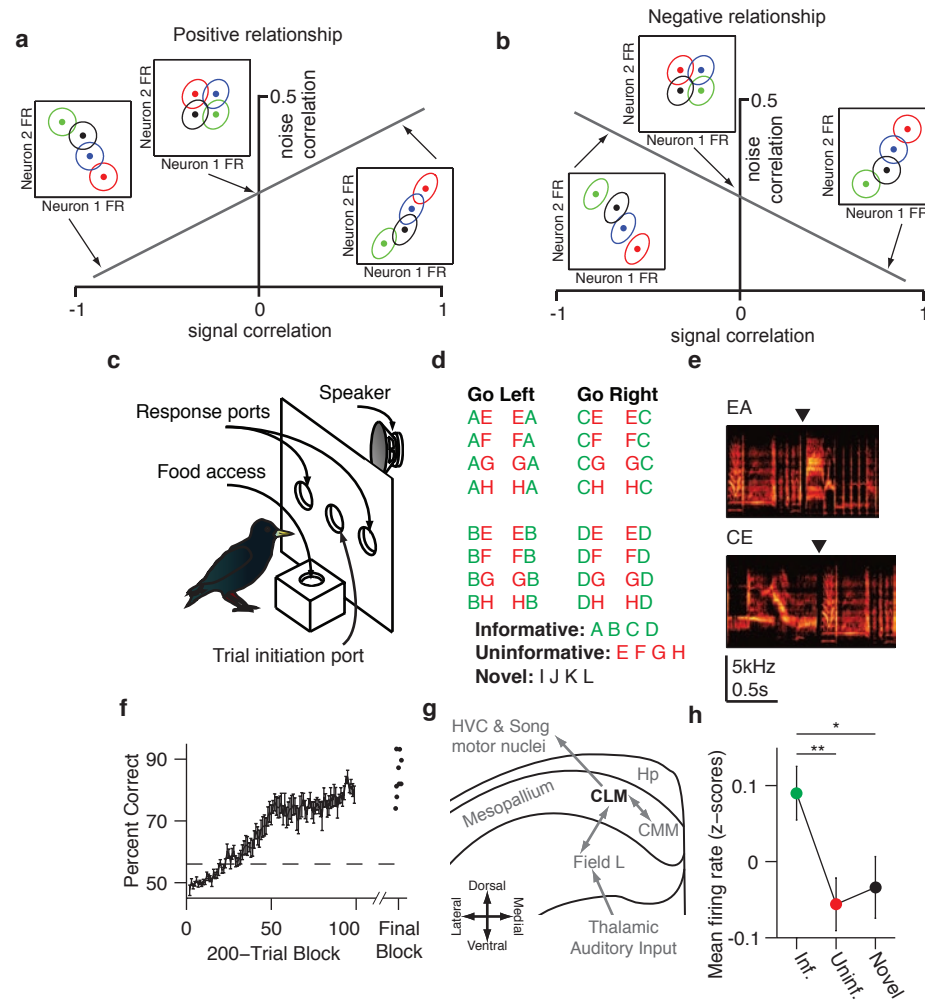 a
Positive relationship
Neuron 2 FR
Neuron 1 FR
Neuron 2 FR
Neuron 1 FR
0.5
noise
correlation
Neuron 2 FR
Neuron 1 FR
-1
0
1
signal correlation
b
Negative relationship
Neuron 2 FR
Neuron 1 FR
0.5
noise
correlation
Neuron 2 FR
Neuron 1 FR
Neuron 2 FR
Neuron 1 FR
-1
0
1
signal correlation
c
Speaker
Response ports
Food access
Trial initiation port
d
Go Left Go Right
AE EA CE EC
AF FA CF FC
AG GA CG GC
AH HA CH HC
BE EB DE ED
BF FB DF FD
BG GB DG GD
BH HB DH HD
Informative: A B C D
Uninformative: E F G H
Novel: I J K L
e
EA
CE
5kHz
0.5s
f
Percent Correct
90
70
50
0
50
100
Final
Block
200-Trial Block
g
HVC & Song
motor nuclei
Hp
Mesopallium
CLM
CMM
Field L
Dorsal
Lateral
Medial
Ventral
Thalamic
Auditory Input
h
*
**
Mean firing rate (z-scores)
0.1
0
-0.1
Inf.
Uninf.
Novel